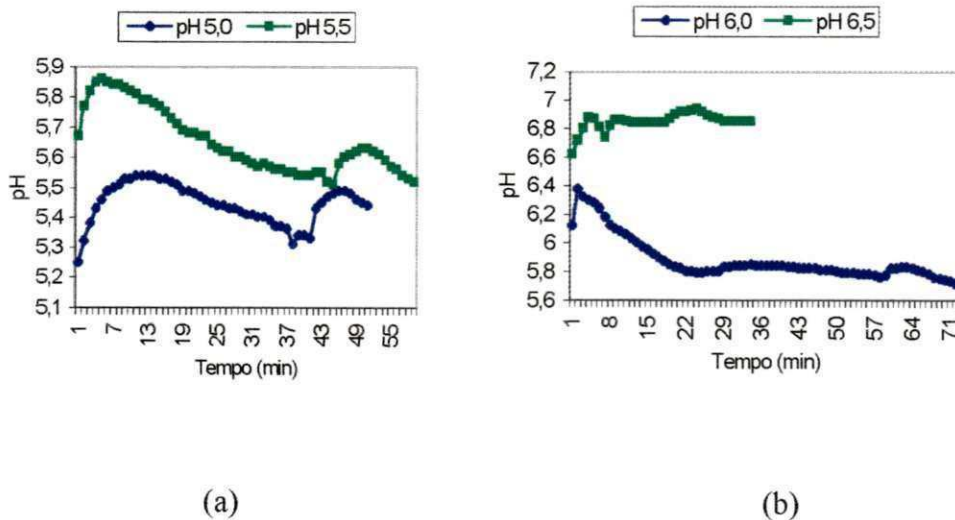 pH 5,0 pH 5,5
5,9
5,7
5,6
5,5
5,4
5,3
5,2
5,1
pH
1 7 13 19 25 31 37 43 49 55
Tempo (min)
(a)
pH 6,0 pH 6,5
7,2
7
6,8
6,6
6,4
6,2
6
5,8
5,6
pH
1 8 15 22 29 36 43 50 57 64 71
Tempo (min)
(b)